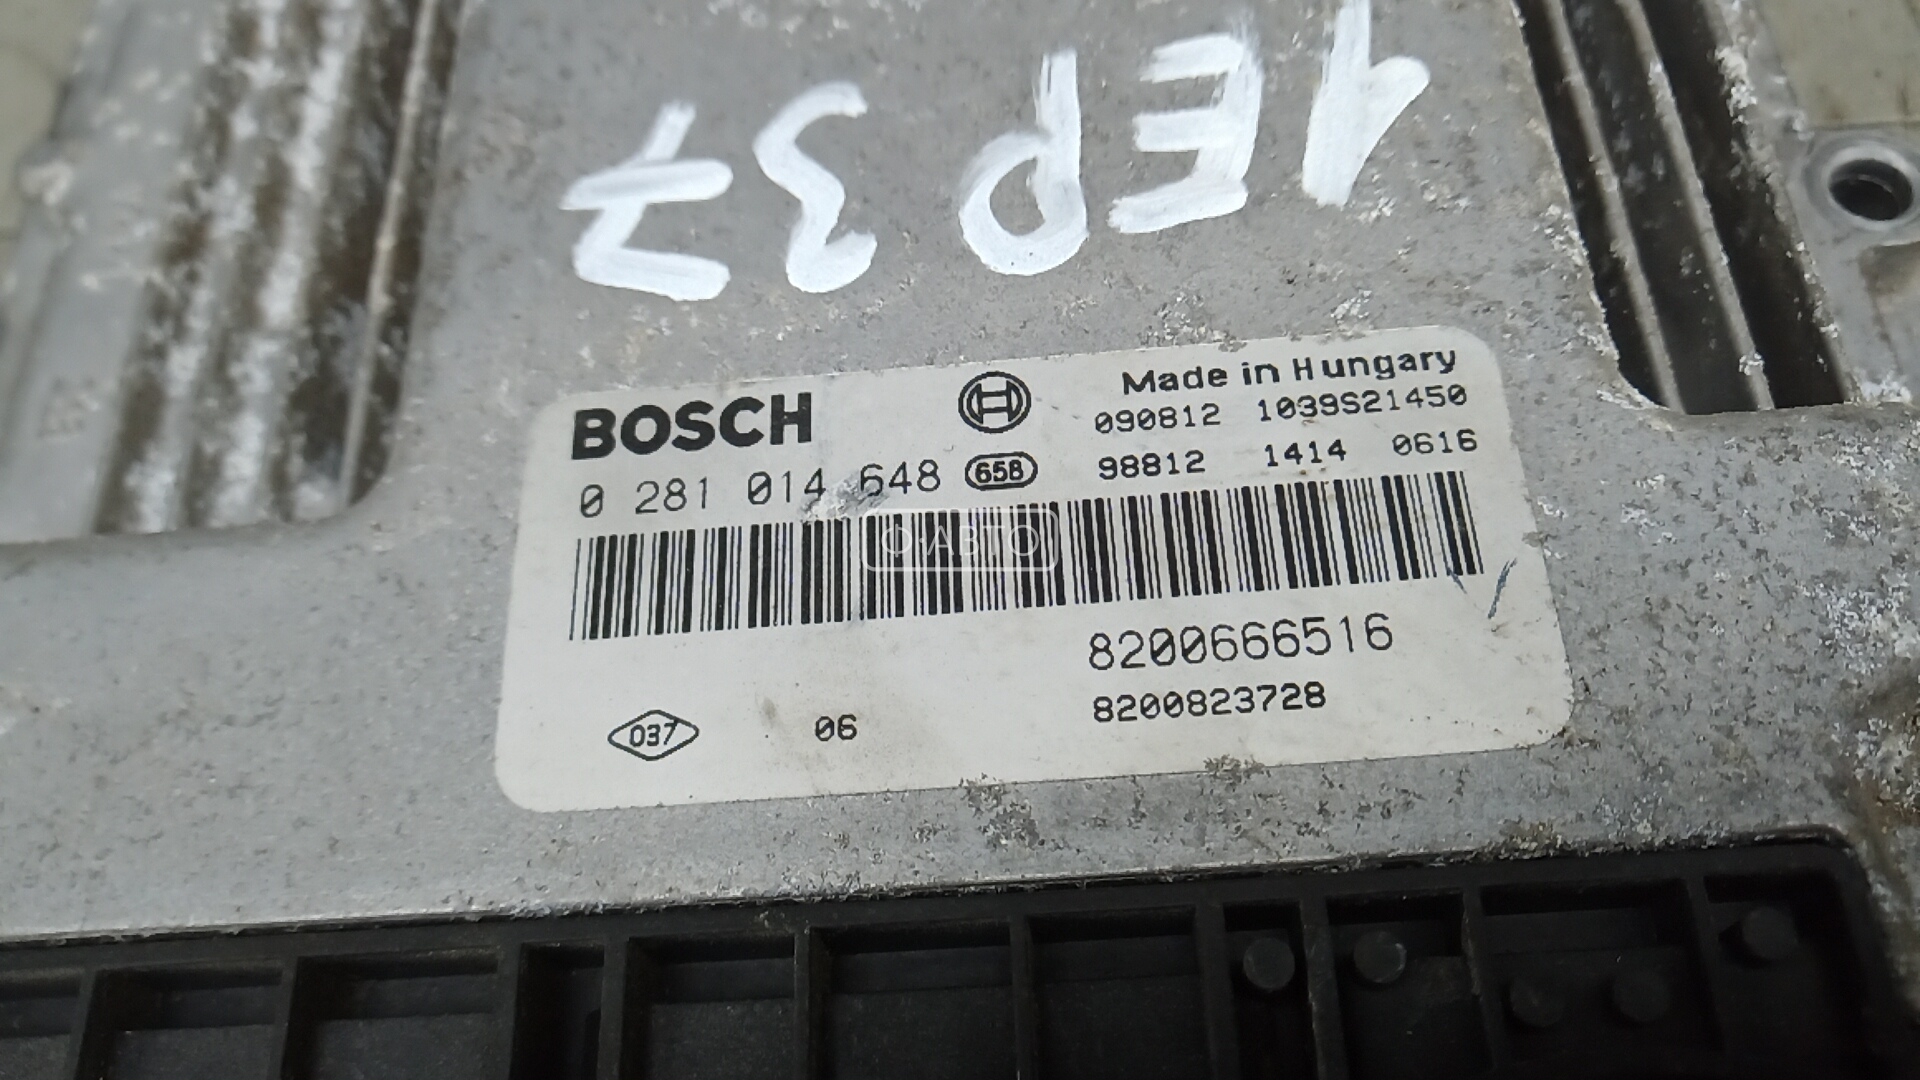 1EP37
BOSCH
Made in Hungary
090812 1039S21450
0 281 014 648 658 98812 1414 0616
О·АВТО
8200666516
037 06 8200823728